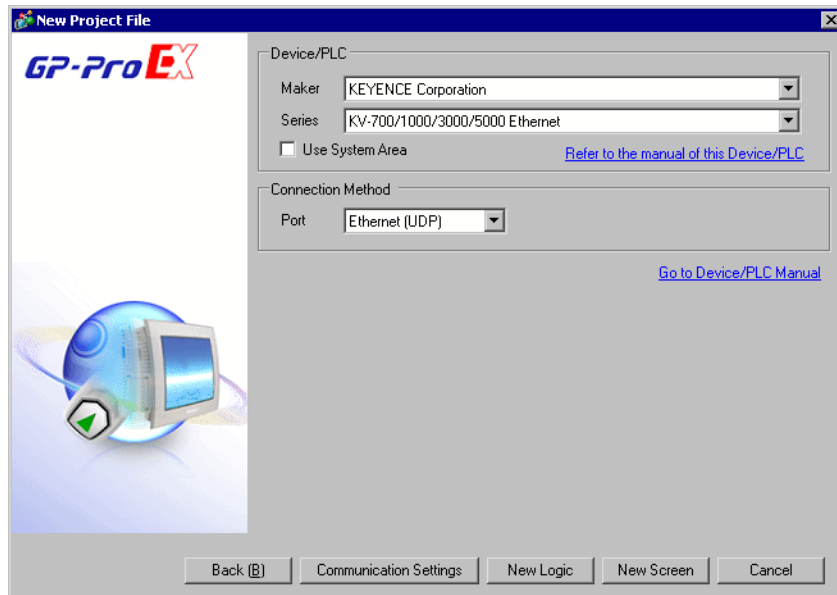 New Project File
GP-Pro EX
Device/PLC
Maker KEYENCE Corporation
Series KV-700/1000/3000/5000 Ethernet
Use System Area Refer to the manual of this Device/PLC
Connection Method
Port Ethernet (UDP)
Go to Device/PLC Manual
Back (B) Communication Settings New Logic New Screen Cancel